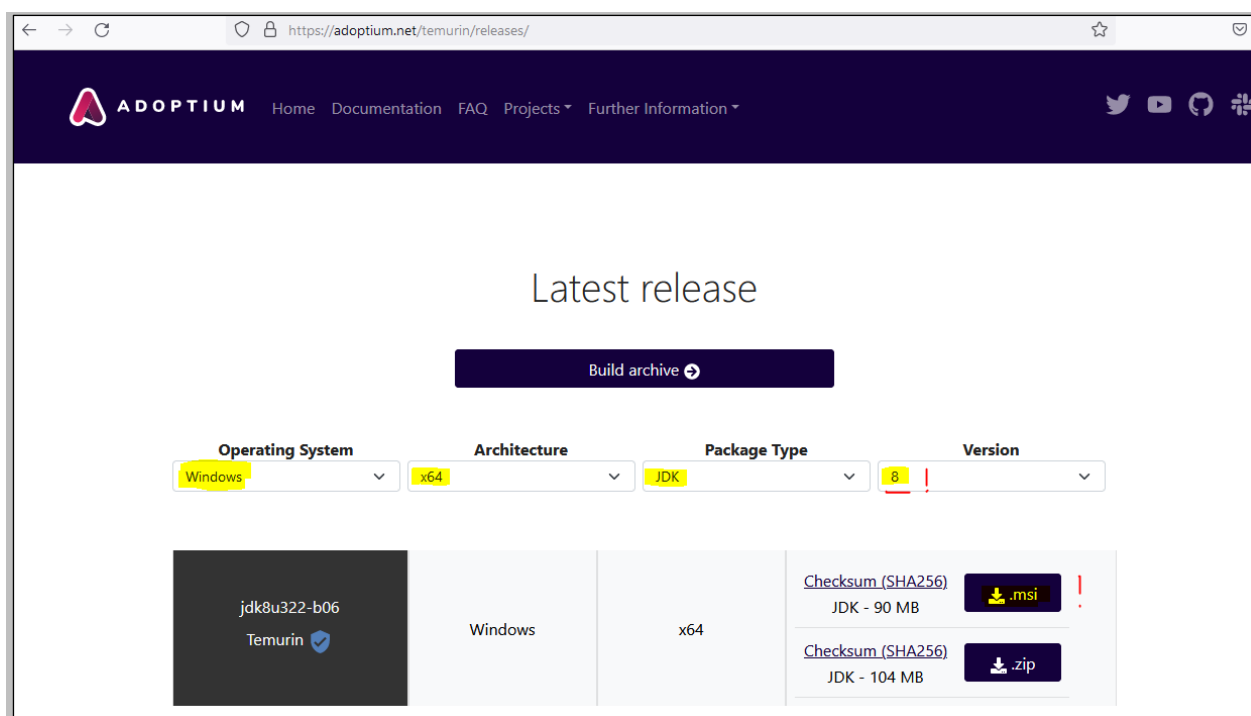 https://adoptium.net/temurin/releases/
ADOPTIUM Home Documentation FAQ Projects Further Information
Latest release
Build archive
Operating System Architecture Package Type Version
Windows x64 JDK 8 !
jdk8u322-b06
Temurin
Windows
x64
Checksum (SHA256)
JDK - 90 MB
.msi !
Checksum (SHA256)
JDK - 104 MB
.zip